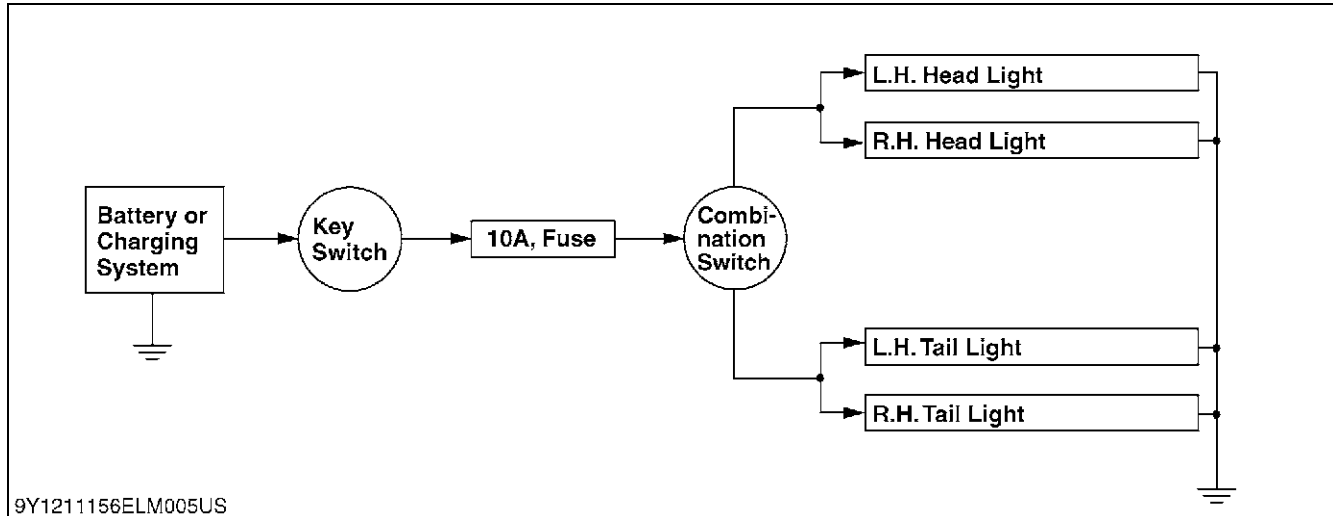 L.H. Head Light
R.H. Head Light
Battery or
Charging
System
Key
Switch
10A, Fuse
Combi-
nation
Switch
L.H. Tail Light
R.H. Tail Light
9Y1211156ELM005US